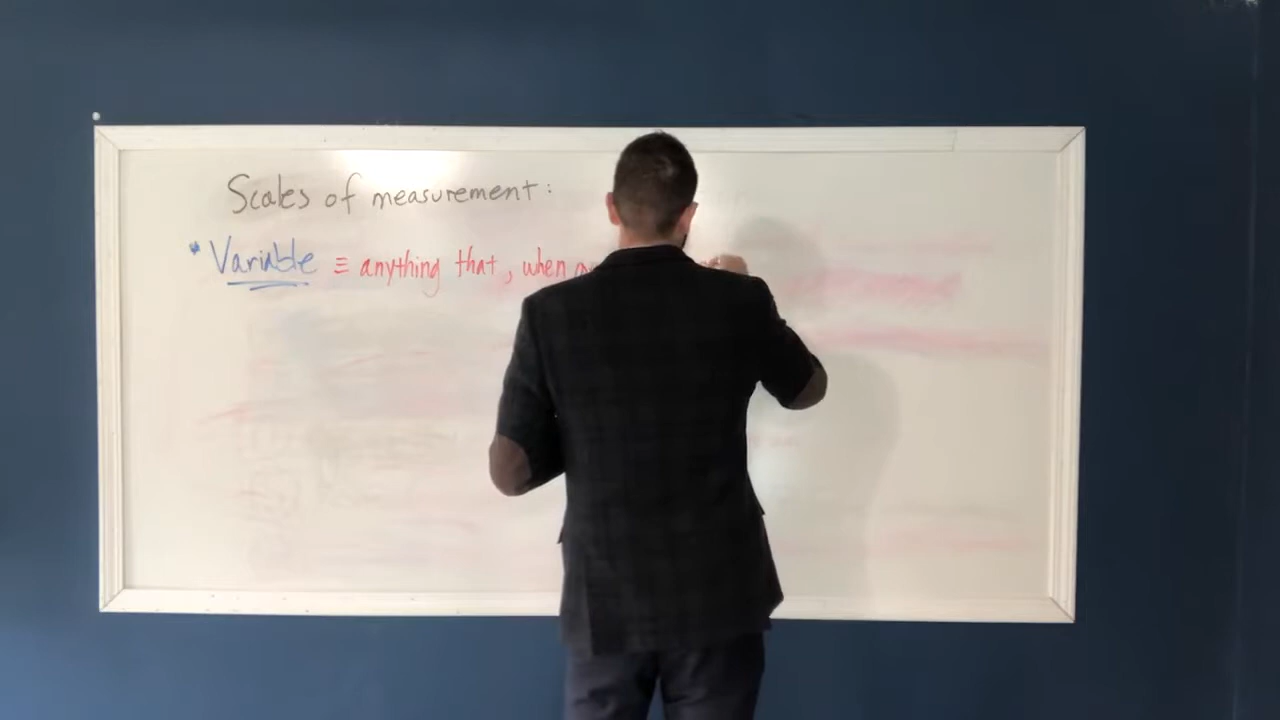 Scales of measurement:
* Variable ≡ anything that, when